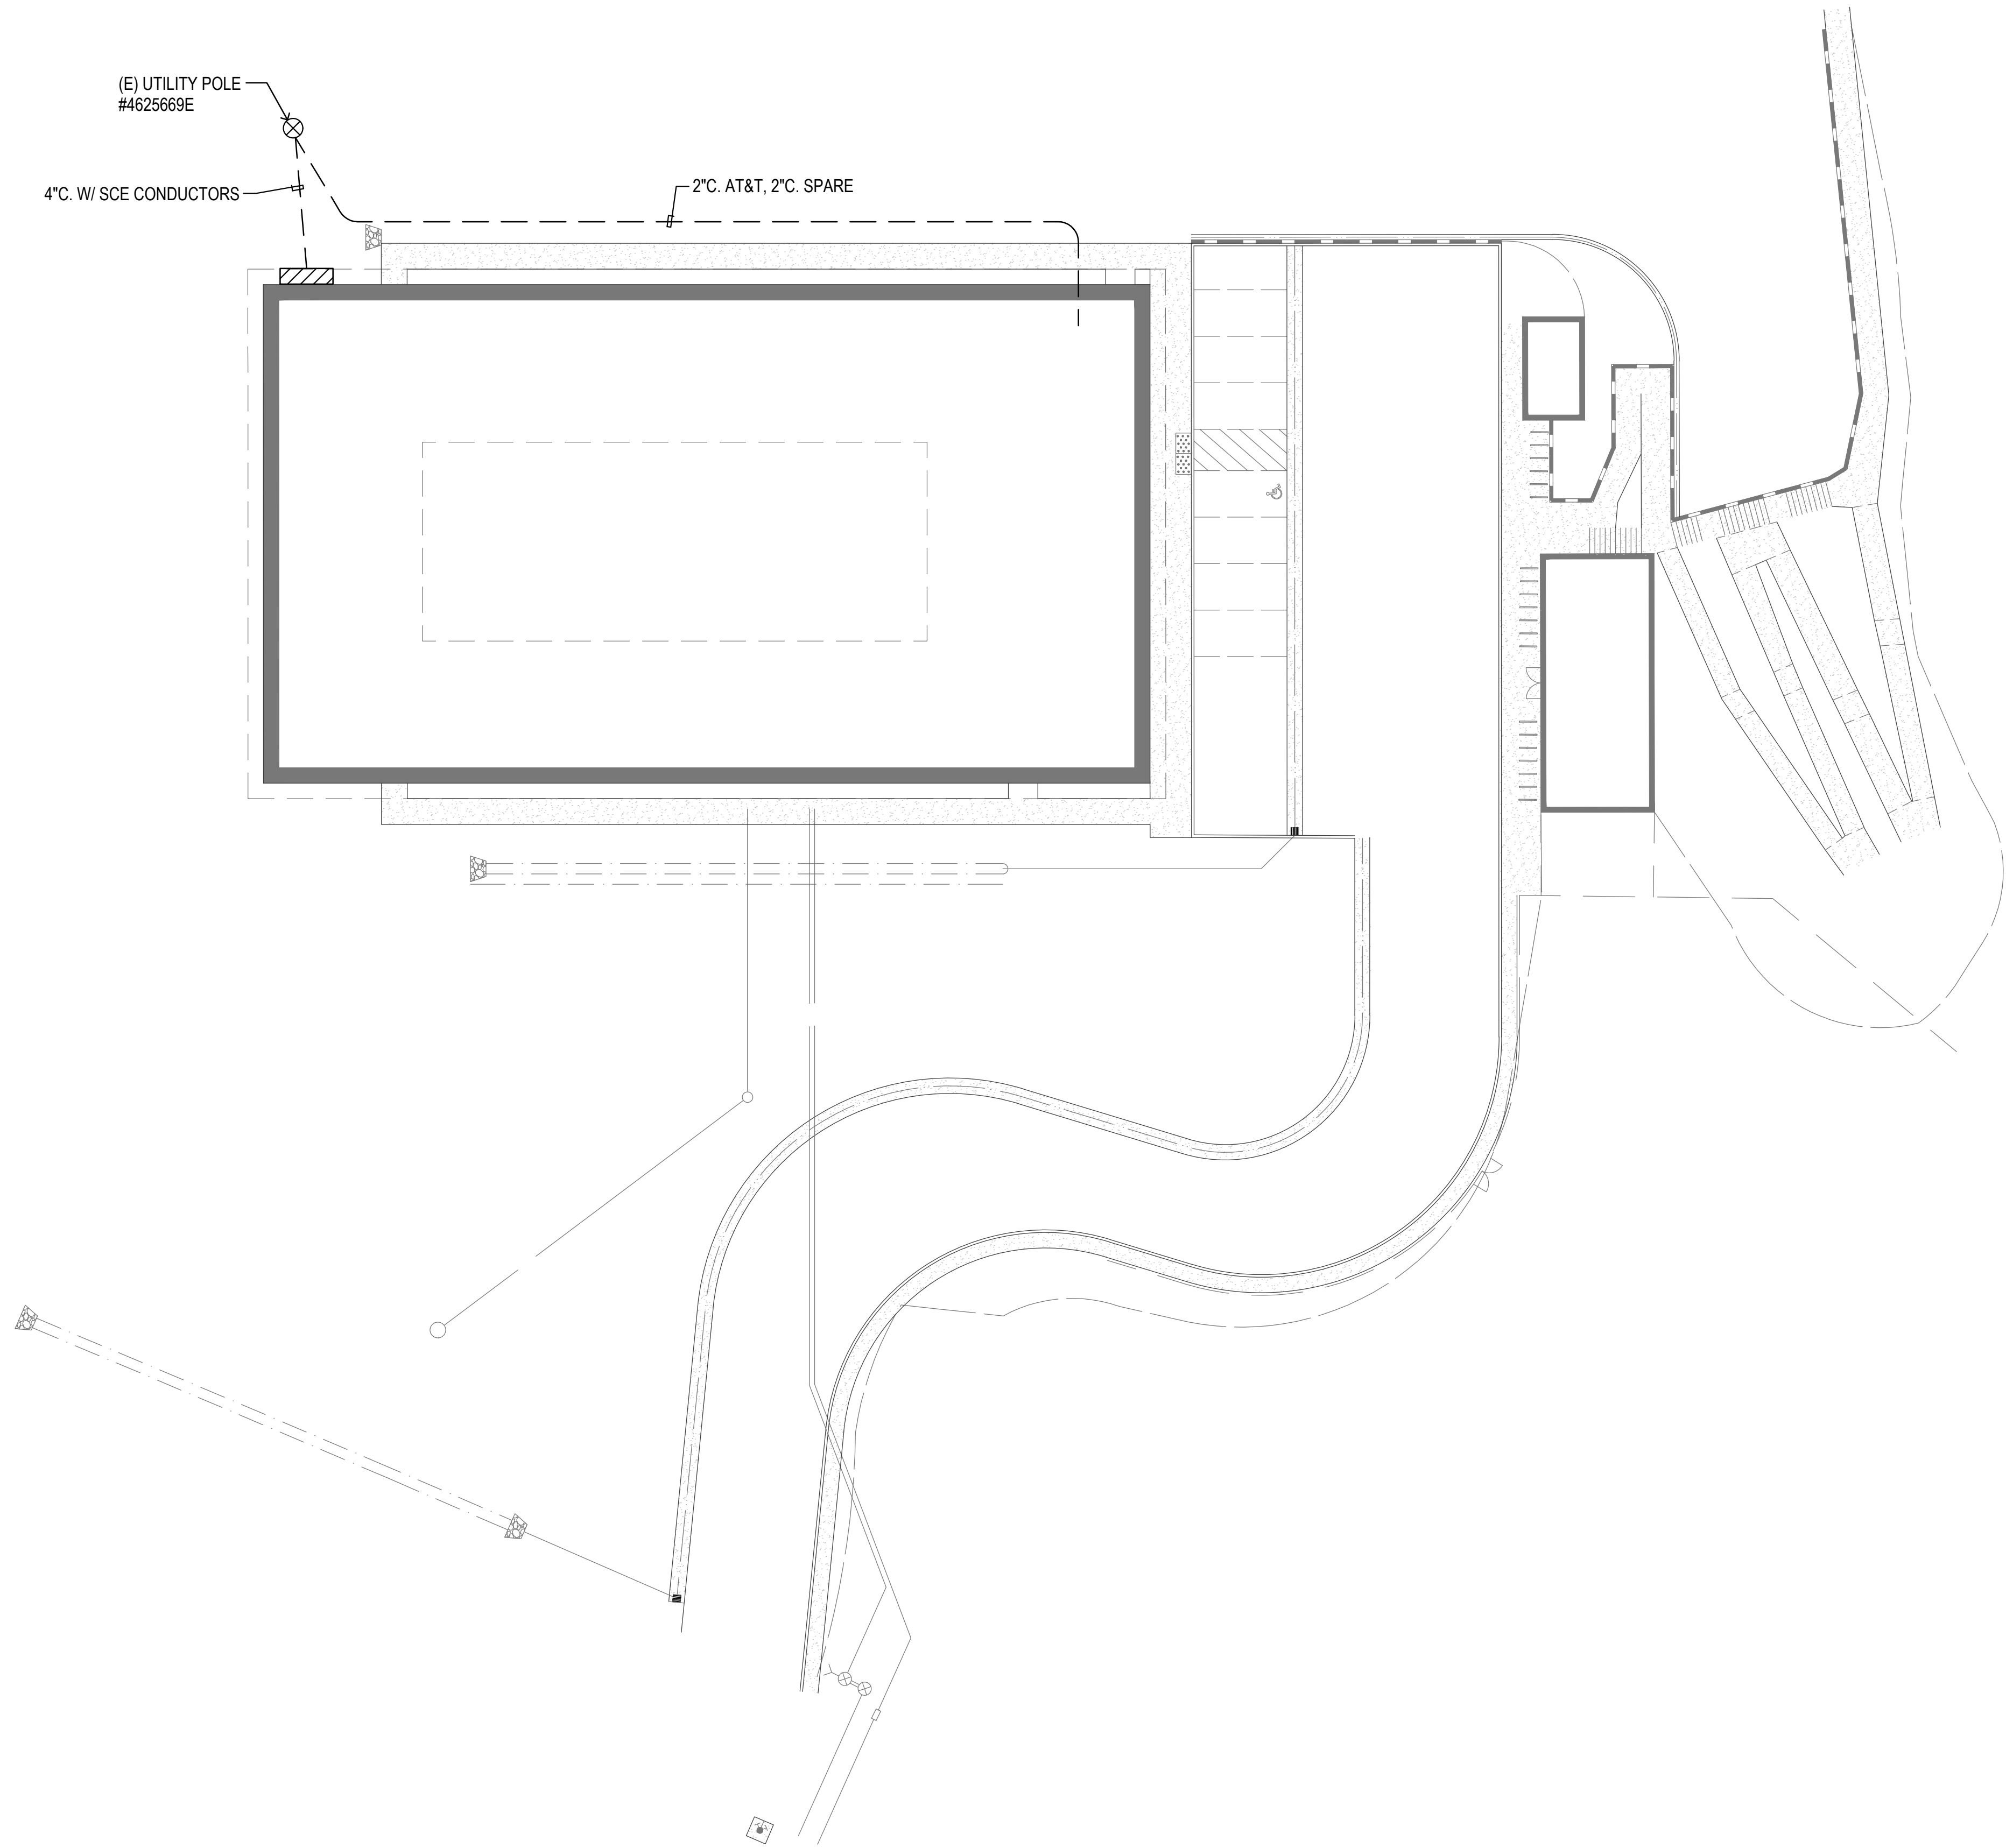 (E) UTILITY POLE
#4625669E
4"C. W/ SCE CONDUCTORS
2"C. AT&T, 2"C. SPARE